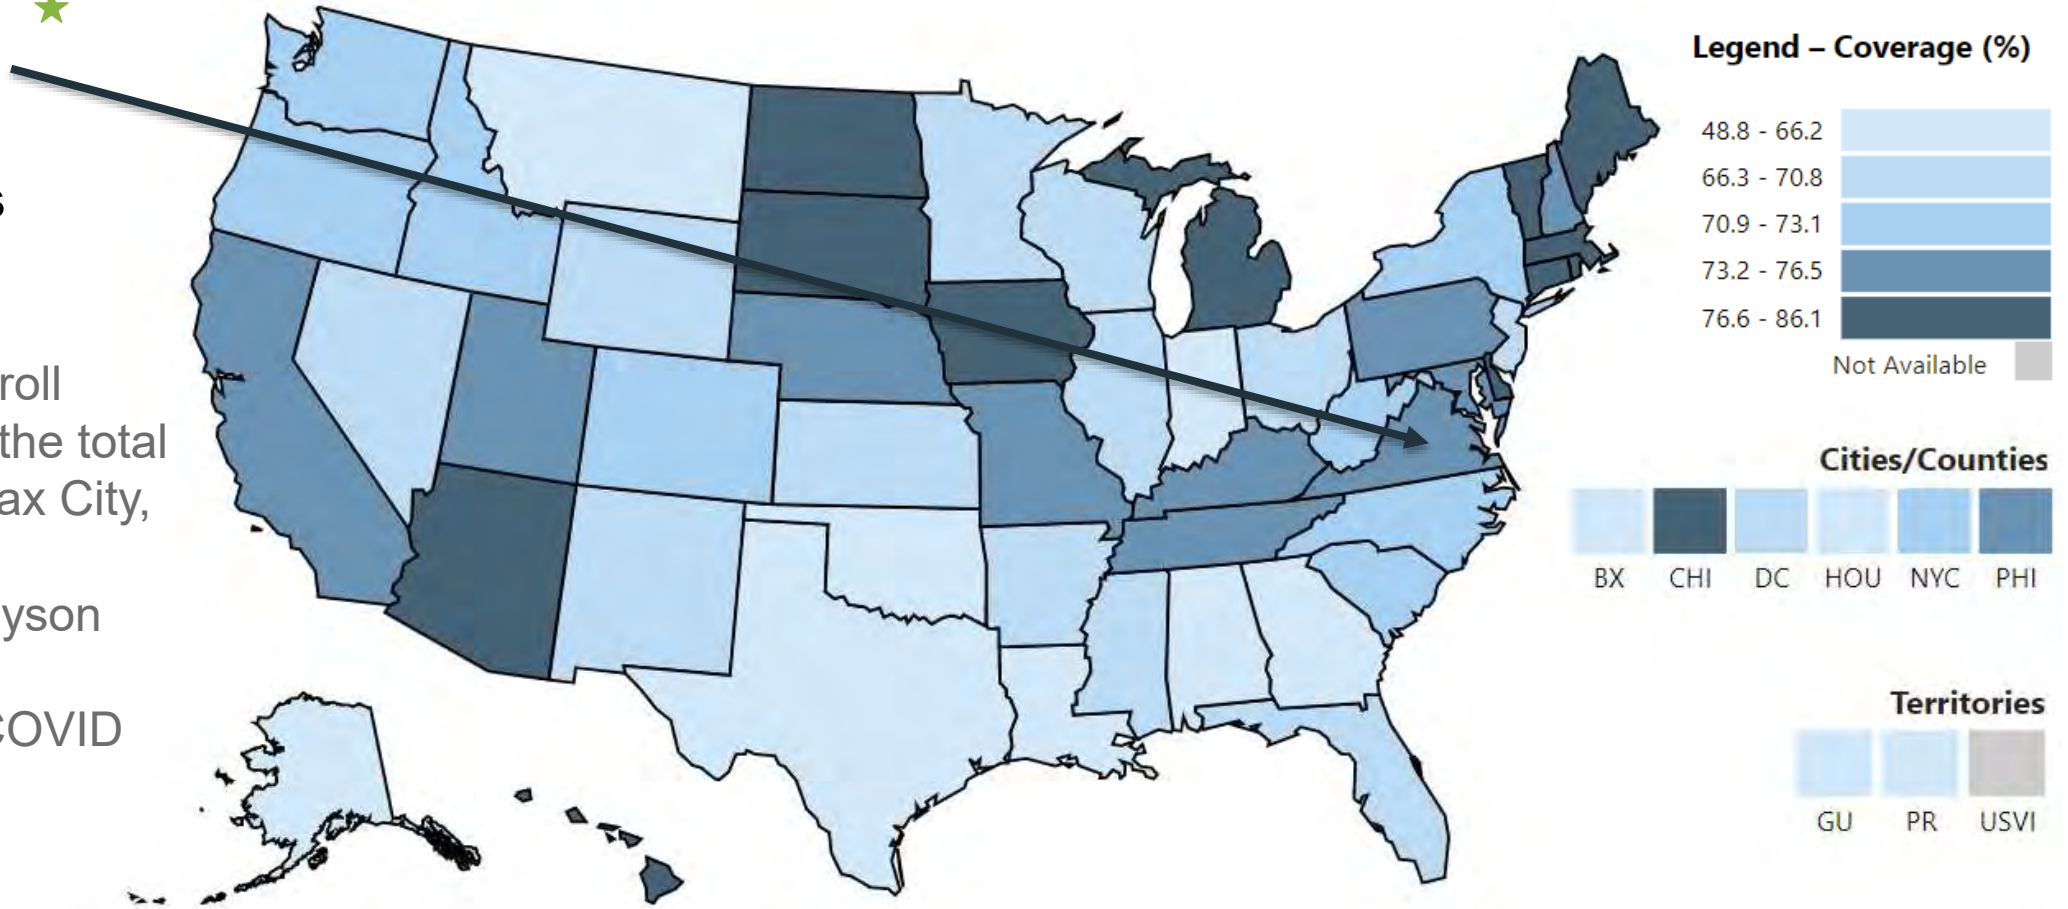 s
roll
the total
ax City,
yson
COVID
Legend – Coverage (%)
48.8 - 66.2
66.3 - 70.8
70.9 - 73.1
73.2 - 76.5
76.6 - 86.1
Not Available
Cities/Counties
BX CHI DC HOU NYC PHI
Territories
GU PR USVI